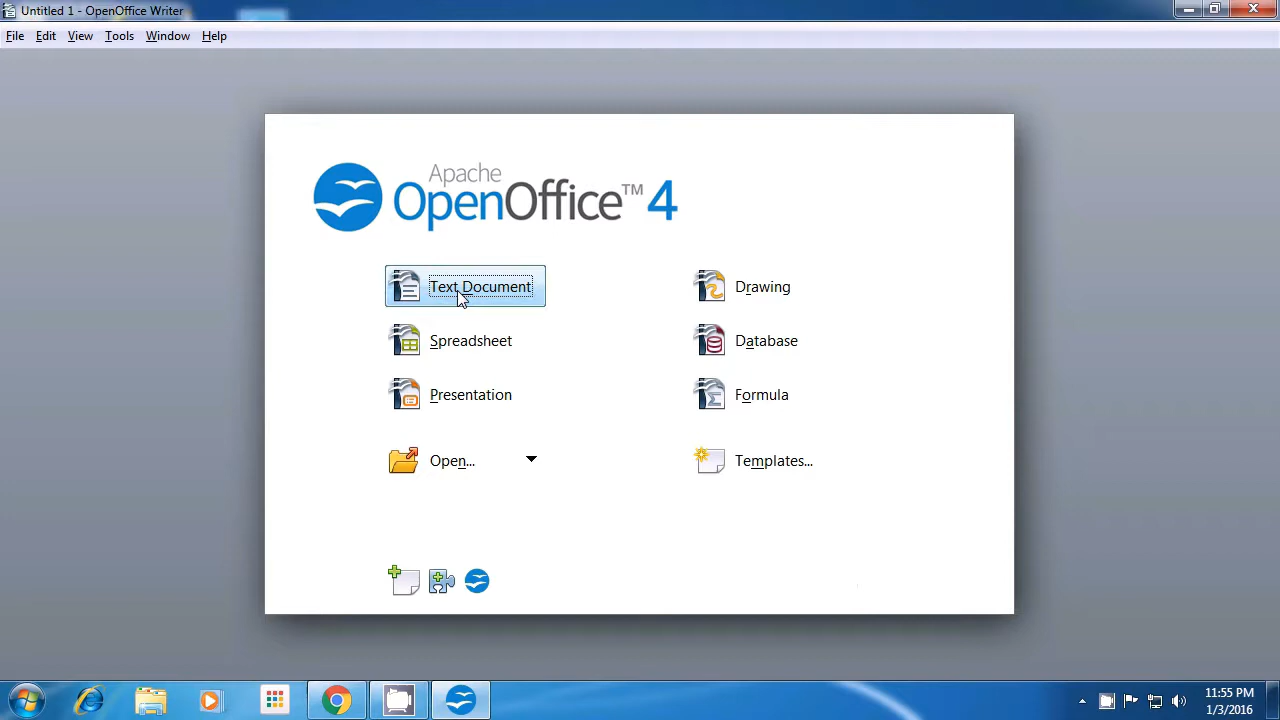 Untitled 1 - OpenOffice Writer
File Edit View Tools Window Help
Apache
OpenOffice™ 4
Text Document
Drawing
Spreadsheet
Database
Presentation
Formula
Open...
Templates...
11:55 PM
1/3/2016